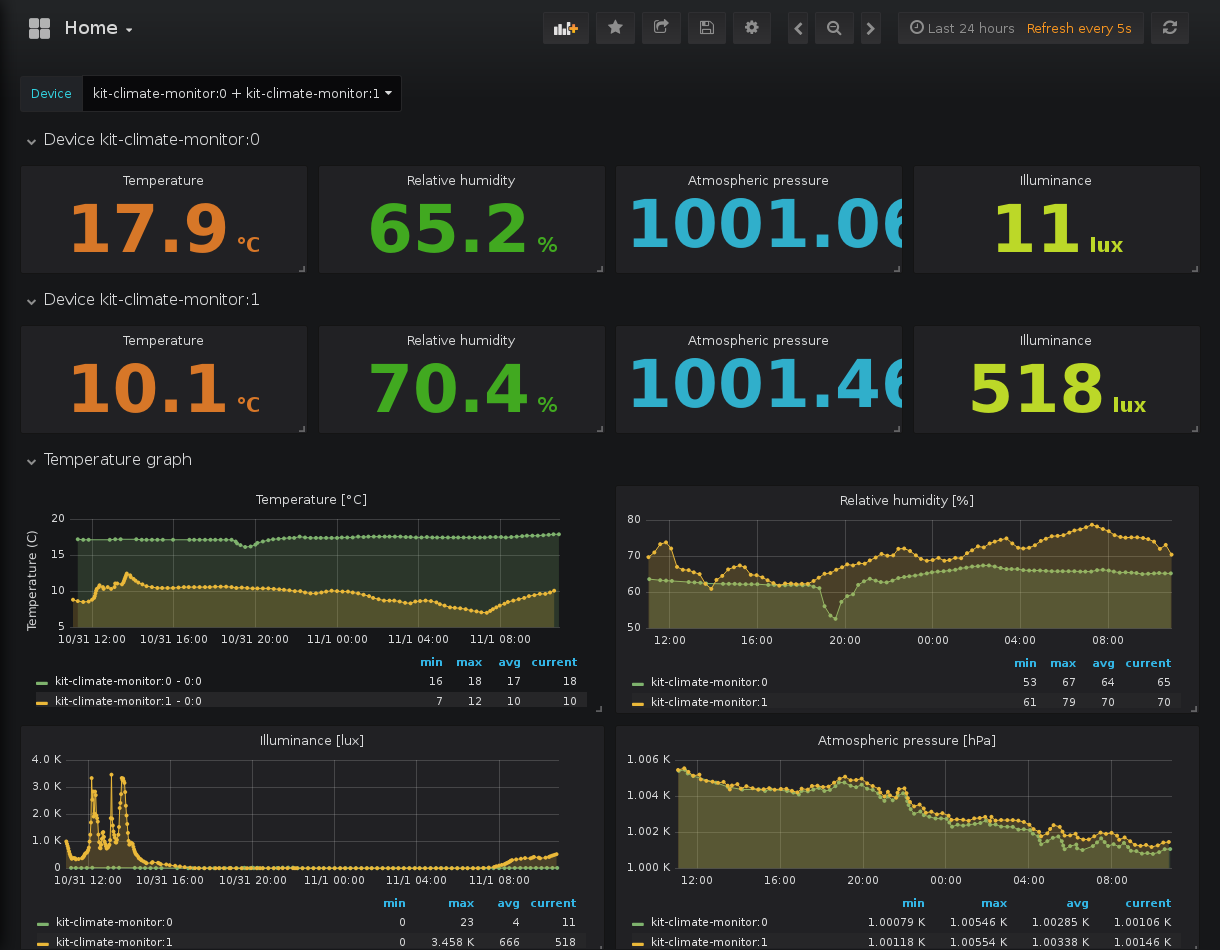 Home
Last 24 hours Refresh every 5s
Device kit-climate-monitor:0 + kit-climate-monitor:1
Device kit-climate-monitor:0
Temperature Relative humidity Atmospheric pressure Illuminance
17.9 °C 65.2 % 1001.06 11 lux
Device kit-climate-monitor:1
Temperature Relative humidity Atmospheric pressure Illuminance
10.1 °C 70.4 % 1001.46 518 lux
Temperature graph
Temperature [°C]
Temperature (C)
20
15
10
5
10/31 12:00 10/31 16:00 10/31 20:00 11/1 00:00 11/1 04:00 11/1 08:00
min max avg current
kit-climate-monitor:0 - 0:0 16 18 17 18
kit-climate-monitor:1 - 0:0 7 12 10 10
Relative humidity [%]
80
70
60
50
12:00 16:00 20:00 00:00 04:00 08:00
min max avg current
kit-climate-monitor:0 53 67 64 65
kit-climate-monitor:1 61 79 70 70
Illuminance [lux]
4.0 K
3.0 K
2.0 K
1.0 K
0
10/31 12:00 10/31 16:00 10/31 20:00 11/1 00:00 11/1 04:00 11/1 08:00
min max avg current
kit-climate-monitor:0 0 23 4 11
kit-climate-monitor:1 0 3.458 K 666 518
Atmospheric pressure [hPa]
1.006 K
1.004 K
1.002 K
1.000 K
12:00 16:00 20:00 00:00 04:00 08:00
min max avg current
kit-climate-monitor:0 1.00079 K 1.00546 K 1.00285 K 1.00106 K
kit-climate-monitor:1 1.00118 K 1.00554 K 1.00338 K 1.00146 K